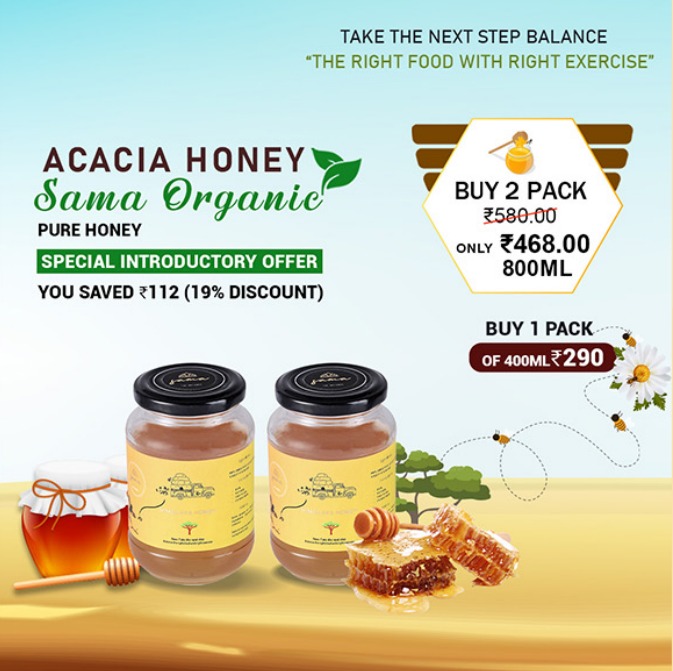 TAKE THE NEXT STEP BALANCE
“THE RIGHT FOOD WITH RIGHT EXERCISE”
ACACIA HONEY
Sama Organic
PURE HONEY
SPECIAL INTRODUCTORY OFFER
YOU SAVED ₹112 (19% DISCOUNT)
BUY 2 PACK
₹580.00
ONLY ₹468.00
800ML
BUY 1 PACK
OF 400ML ₹290
sama